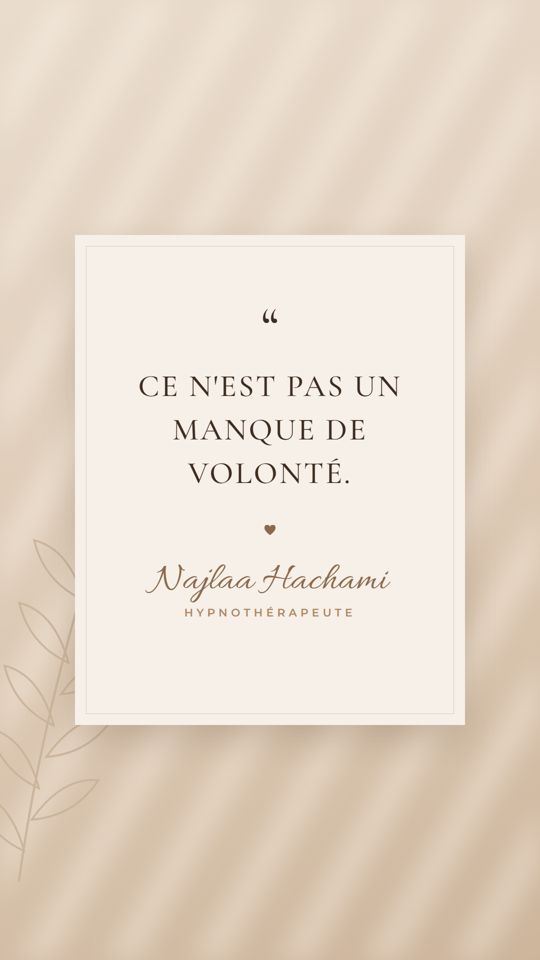 “
CE N'EST PAS UN
MANQUE DE
VOLONTÉ.
Najlaa Hachami
HYPNOTHÉRAPEUTE